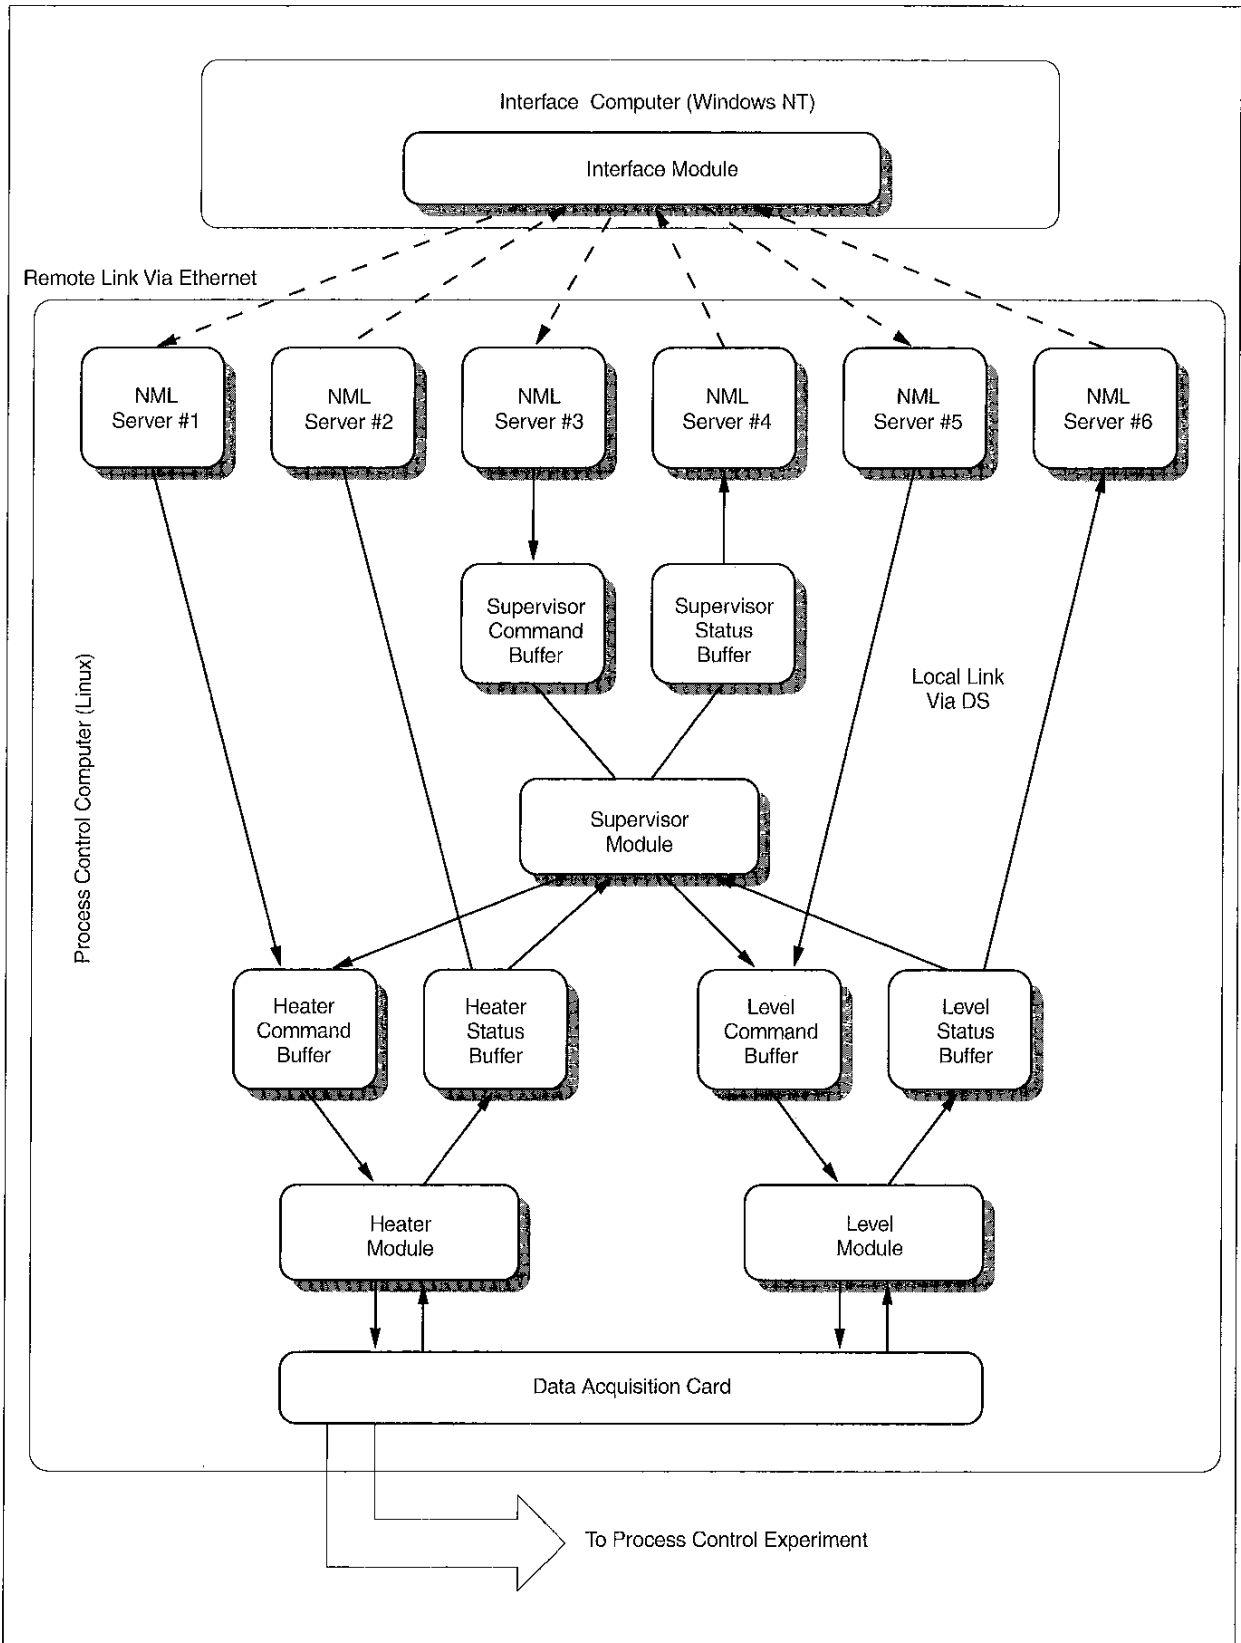 Interface Computer (Windows NT)
Interface Module
Remote Link Via Ethernet
NML
Server #1
NML
Server #2
NML
Server #3
NML
Server #4
NML
Server #5
NML
Server #6
Supervisor
Command
Buffer
Supervisor
Status
Buffer
Process Control Computer (Linux)
Local Link
Via DS
Supervisor
Module
Heater
Command
Buffer
Heater
Status
Buffer
Level
Command
Buffer
Level
Status
Buffer
Heater
Module
Level
Module
Data Acquisition Card
To Process Control Experiment